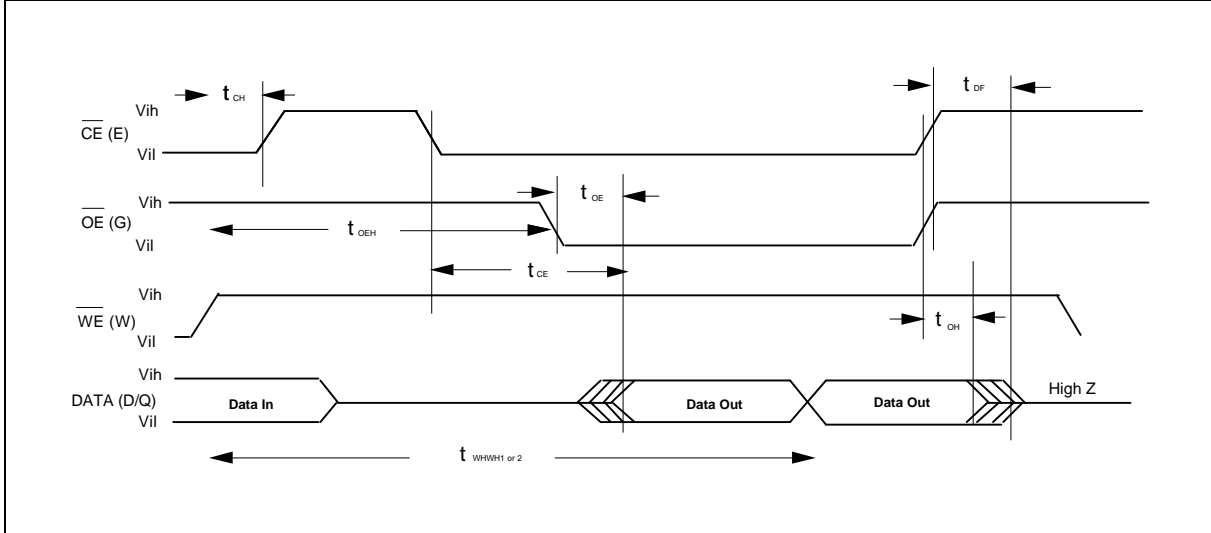 t CH
t DF
Vih
CE (E)
Vil
t OE
Vih
OE (G)
t OEH
Vil
t CE
Vih
WE (W)
t OH
Vil
Vih
High Z
DATA (D/Q)
Data In
Data Out
Data Out
Vil
t WHWH1 or 2